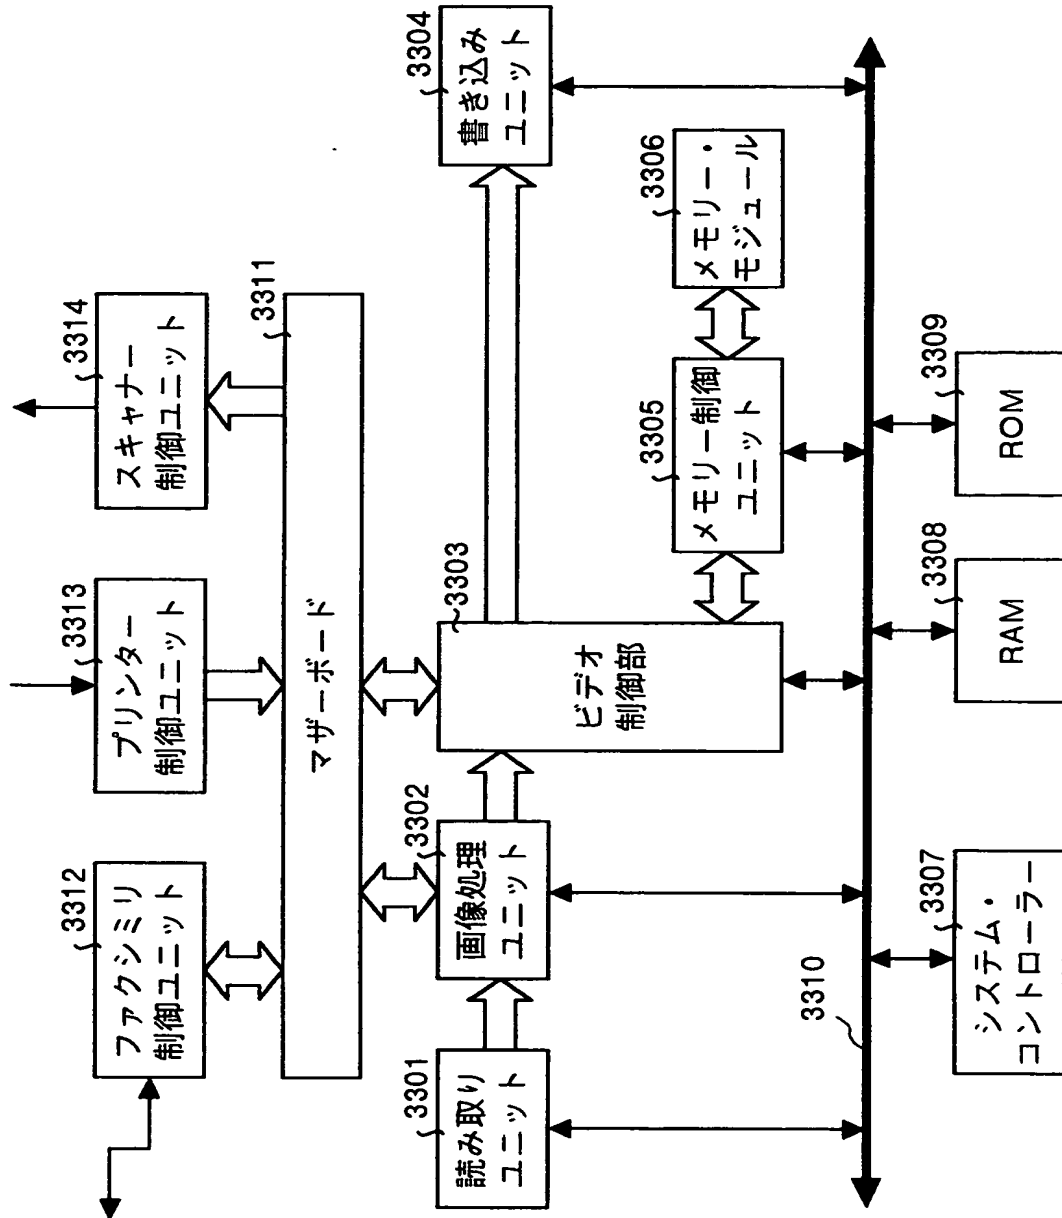 3312
ファクシミリ
制御ユニット
3313
プリンター
制御ユニット
3314
スキャナー
制御ユニット
3311
マザーボード
3301
読み取り
ユニット
3302
画像処理
ユニット
3303
ビデオ
制御部
3304
書き込み
ユニット
3305
メモリー制御
ユニット
3306
メモリー・
モジュール
3310
3307
システム・
コントローラー
3308
RAM
3309
ROM